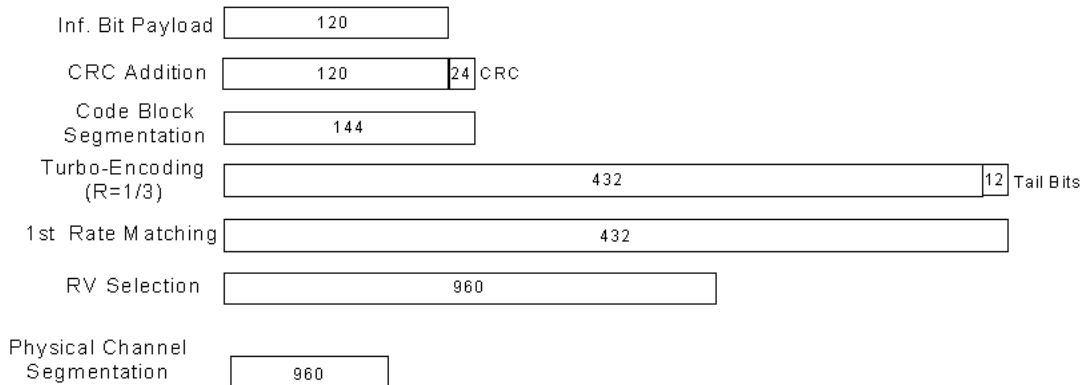 Inf. Bit Payload 120
CRC Addition 120 24 CRC
Code Block
Segmentation 144
Turbo-Encoding
(R=1/3) 432 12 Tail Bits
1st Rate Matching 432
RV Selection 960
Physical Channel
Segmentation 960